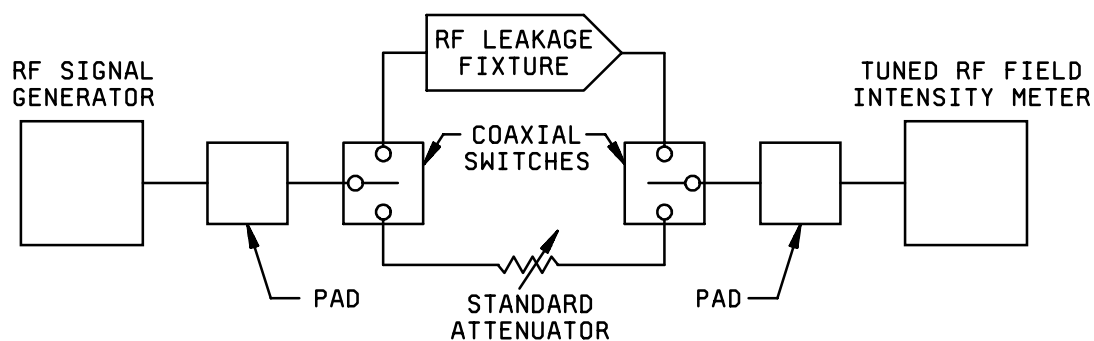 RF LEAKAGE
FIXTURE
RF SIGNAL
GENERATOR
TUNED RF FIELD
INTENSITY METER
COAXIAL
SWITCHES
PAD
STANDARD
ATTENUATOR
PAD